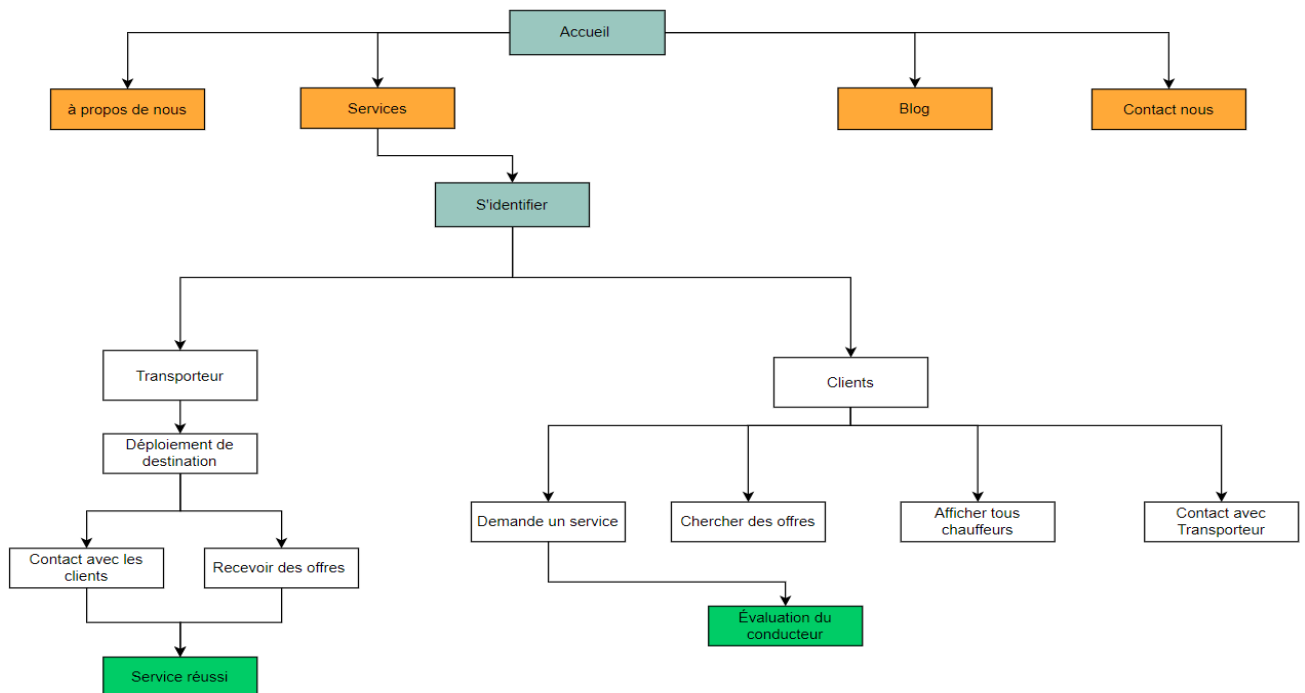 Accueil
à propos de nous
Services
Blog
Contact nous
S'identifier
Transporteur
Clients
Déploiement de
destination
Demande un service
Chercher des offres
Afficher tous
chauffeurs
Contact avec
Transporteur
Contact avec les
clients
Recevoir des offres
Évaluation du
conducteur
Service réussi